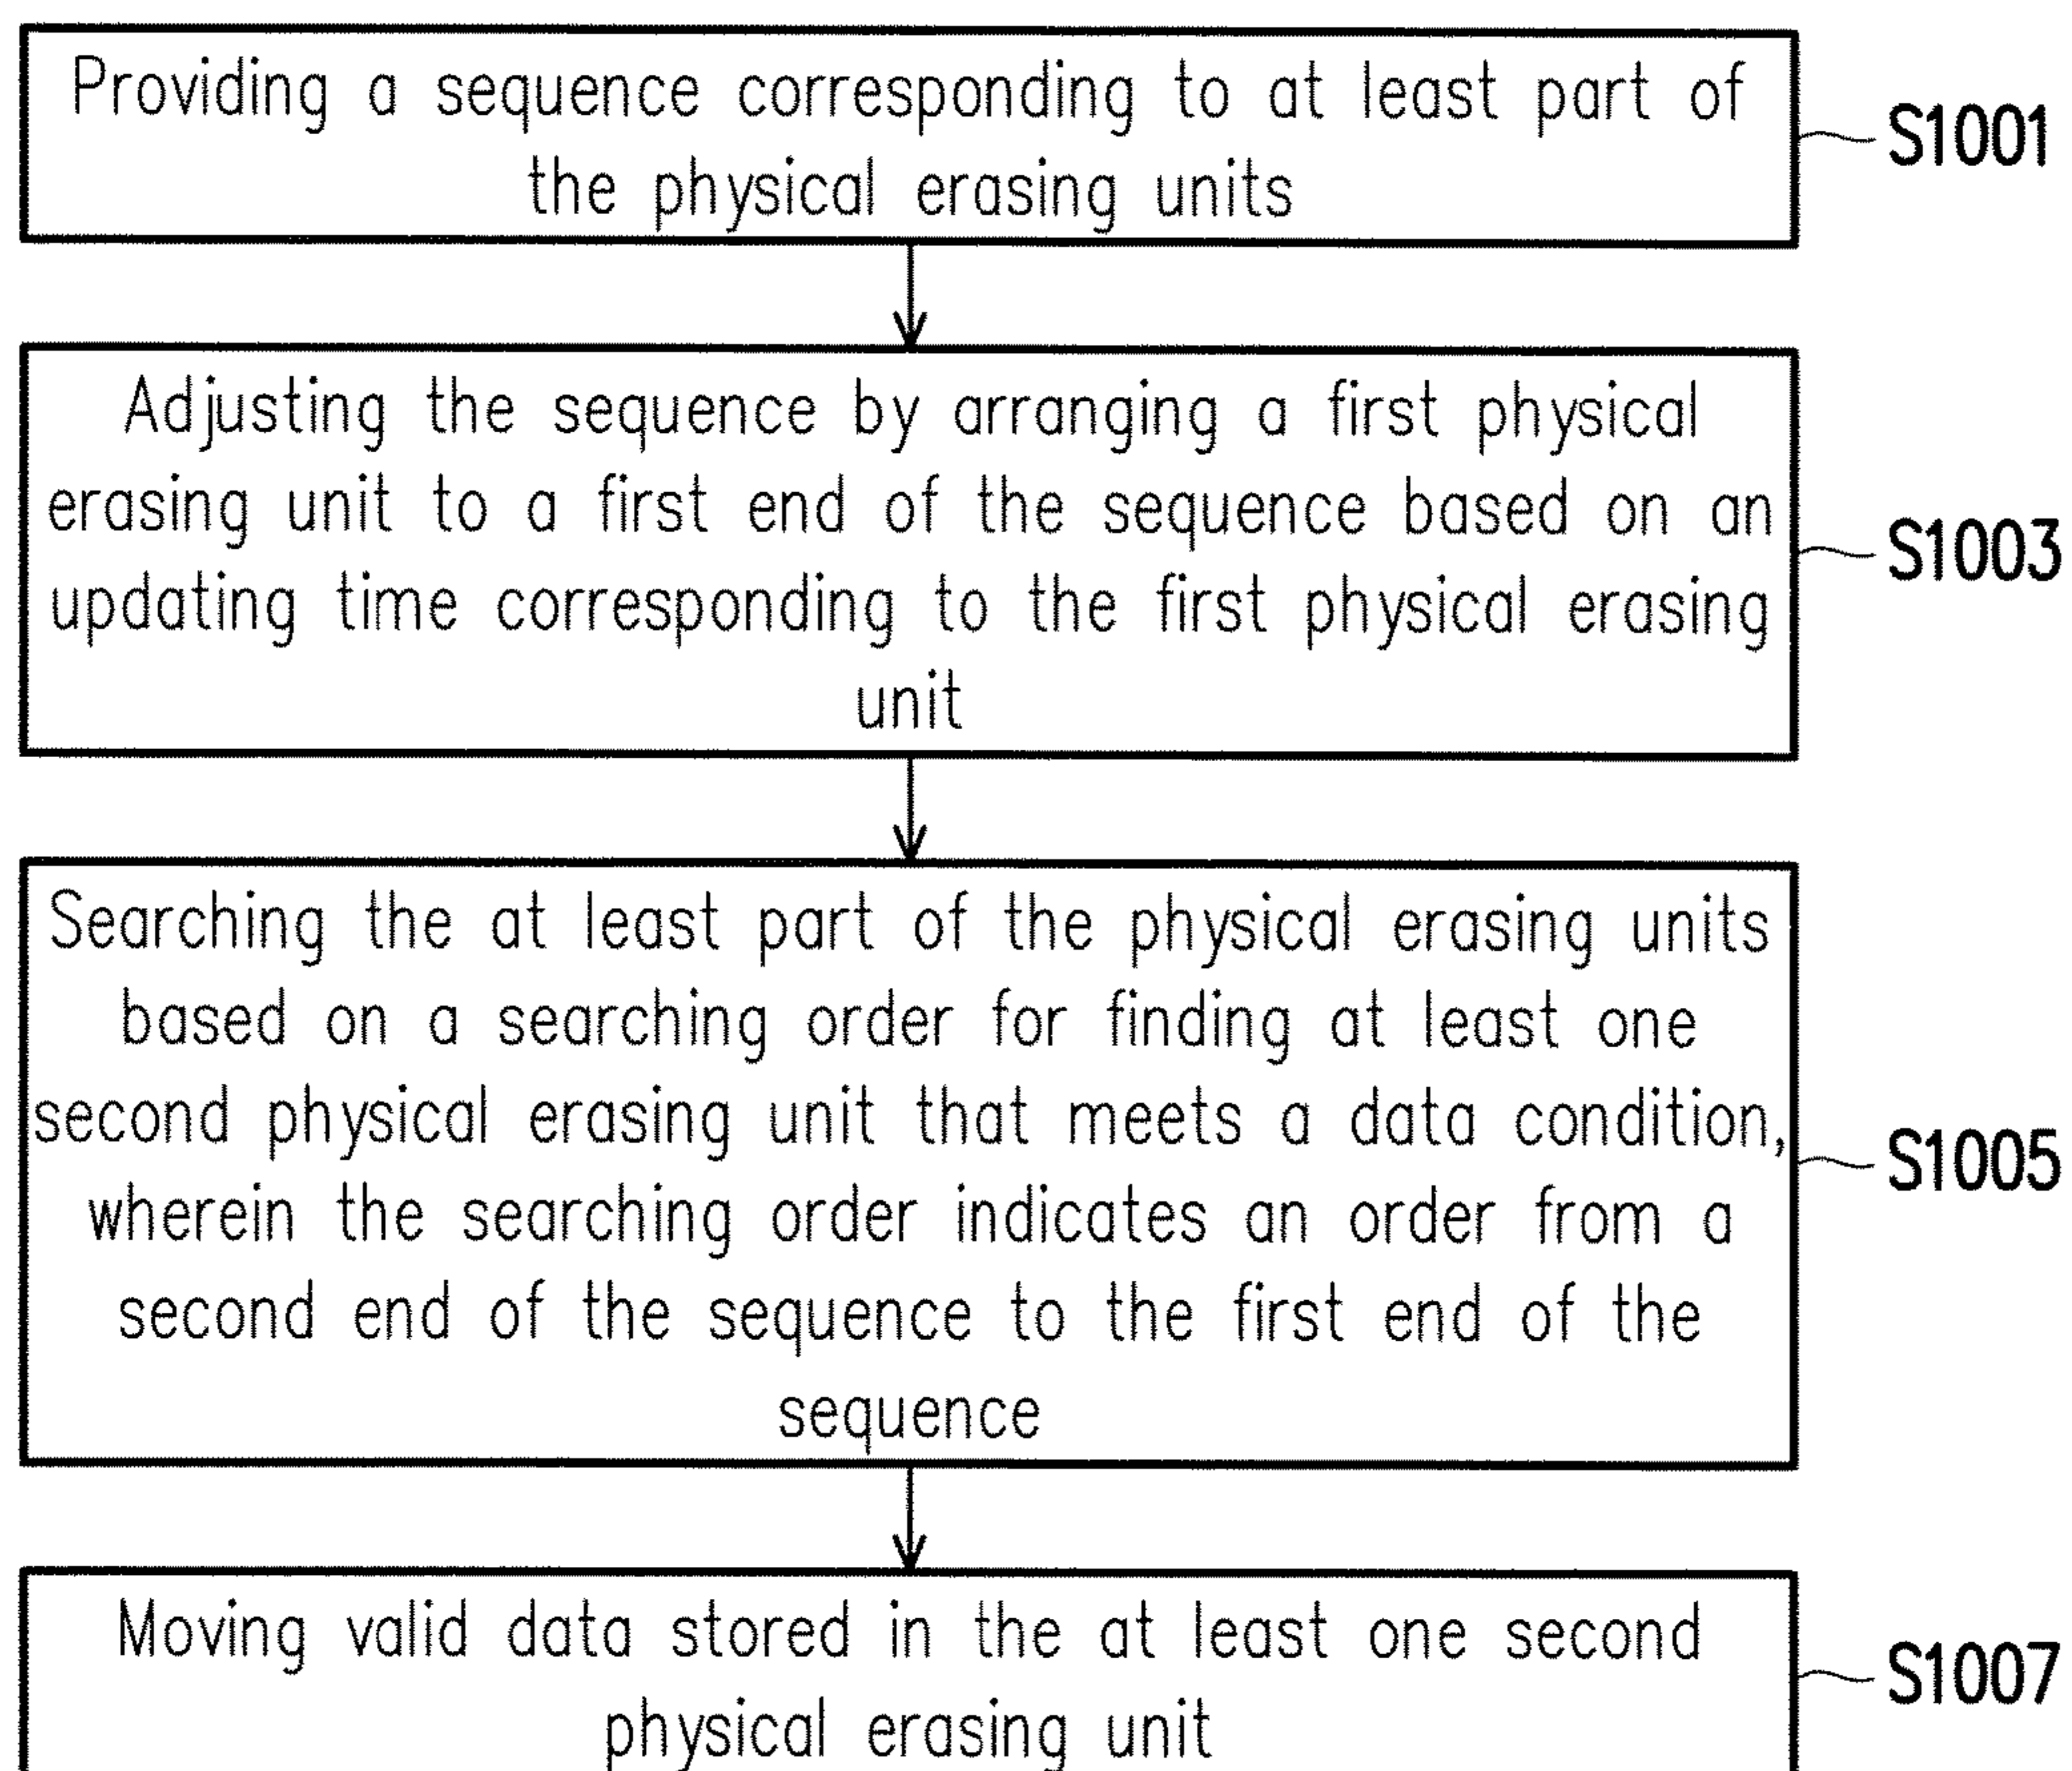 Providing a sequence corresponding to at least part of
the physical erasing units
S1001
Adjusting the sequence by arranging a first physical
erasing unit to a first end of the sequence based on an
updating time corresponding to the first physical erasing
unit
S1003
Searching the at least part of the physical erasing units
based on a searching order for finding at least one
second physical erasing unit that meets a data condition,
wherein the searching order indicates an order from a
second end of the sequence to the first end of the
sequence
S1005
Moving valid data stored in the at least one second
physical erasing unit
S1007